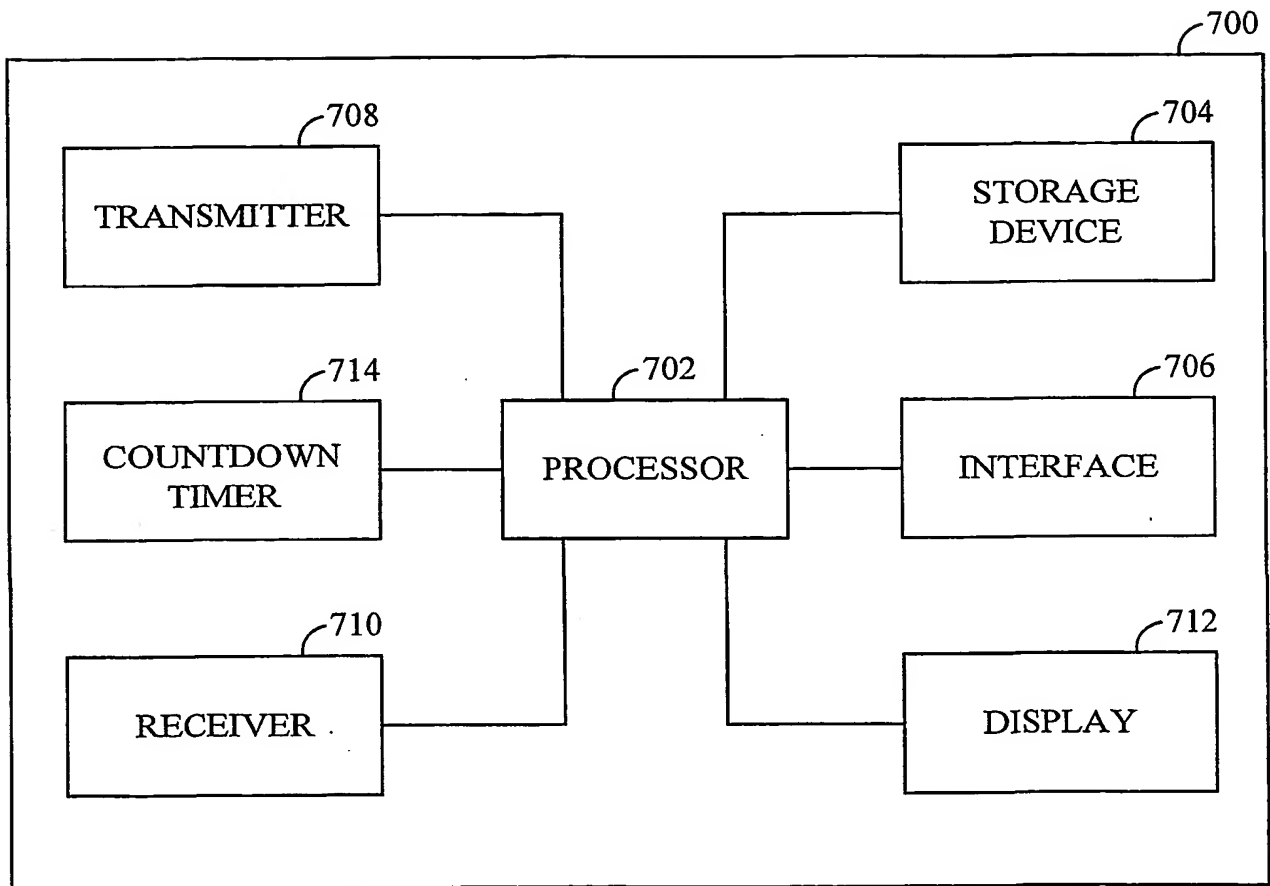 700
708
TRANSMITTER
704
STORAGE
DEVICE
714
COUNTDOWN
TIMER
702
PROCESSOR
706
INTERFACE
710
RECEIVER
712
DISPLAY